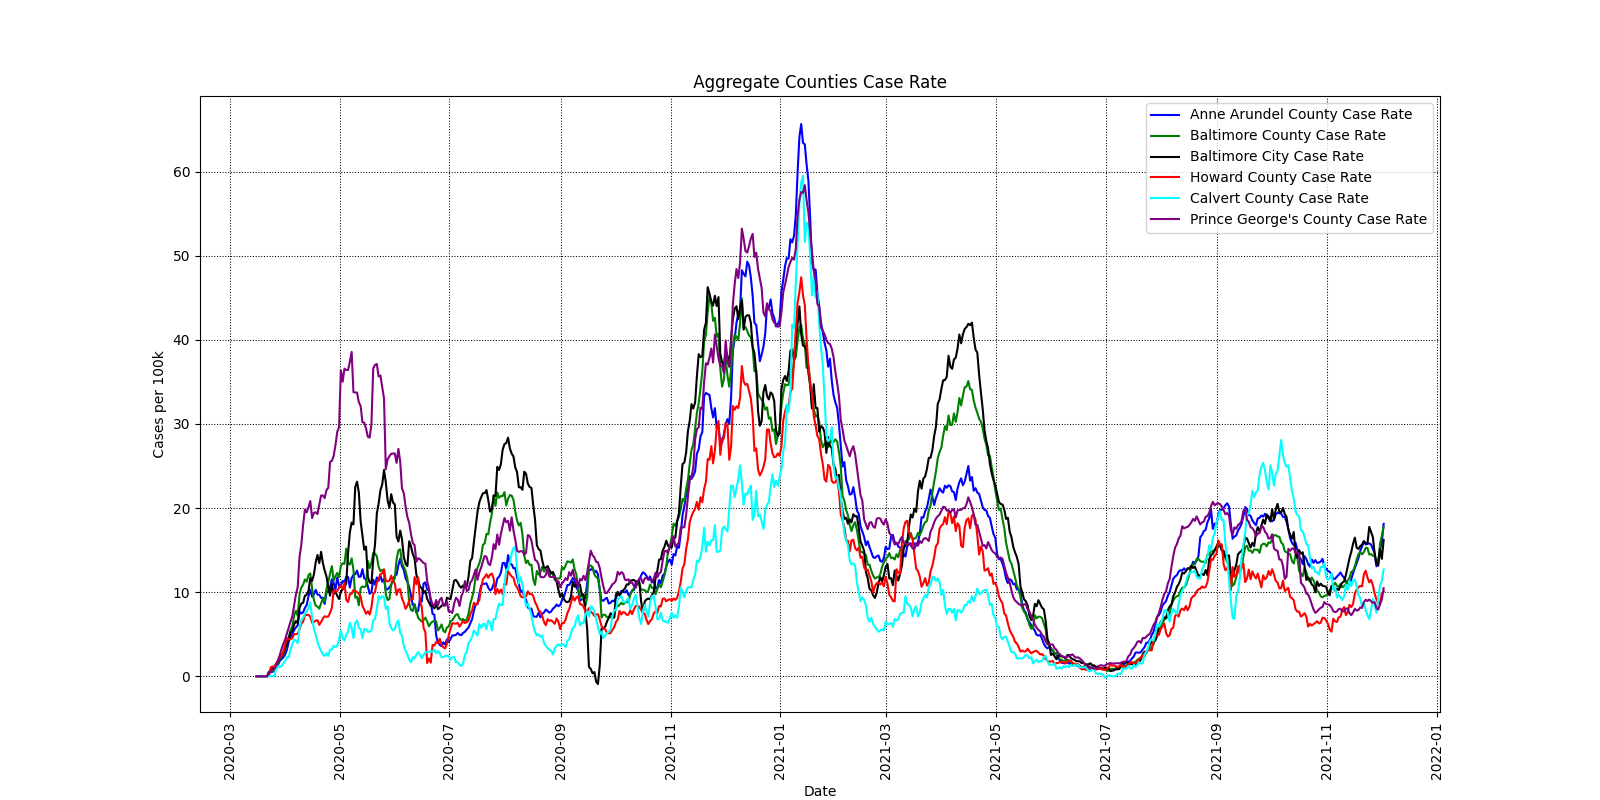 Aggregate Counties Case Rate
Anne Arundel County Case Rate
Baltimore County Case Rate
Baltimore City Case Rate
Howard County Case Rate
Calvert County Case Rate
Prince George's County Case Rate
Cases per 100k
60
50
40
30
20
10
0
2020-03
2020-05
2020-07
2020-09
2020-11
2021-01
2021-03
2021-05
2021-07
2021-09
2021-11
2022-01
Date